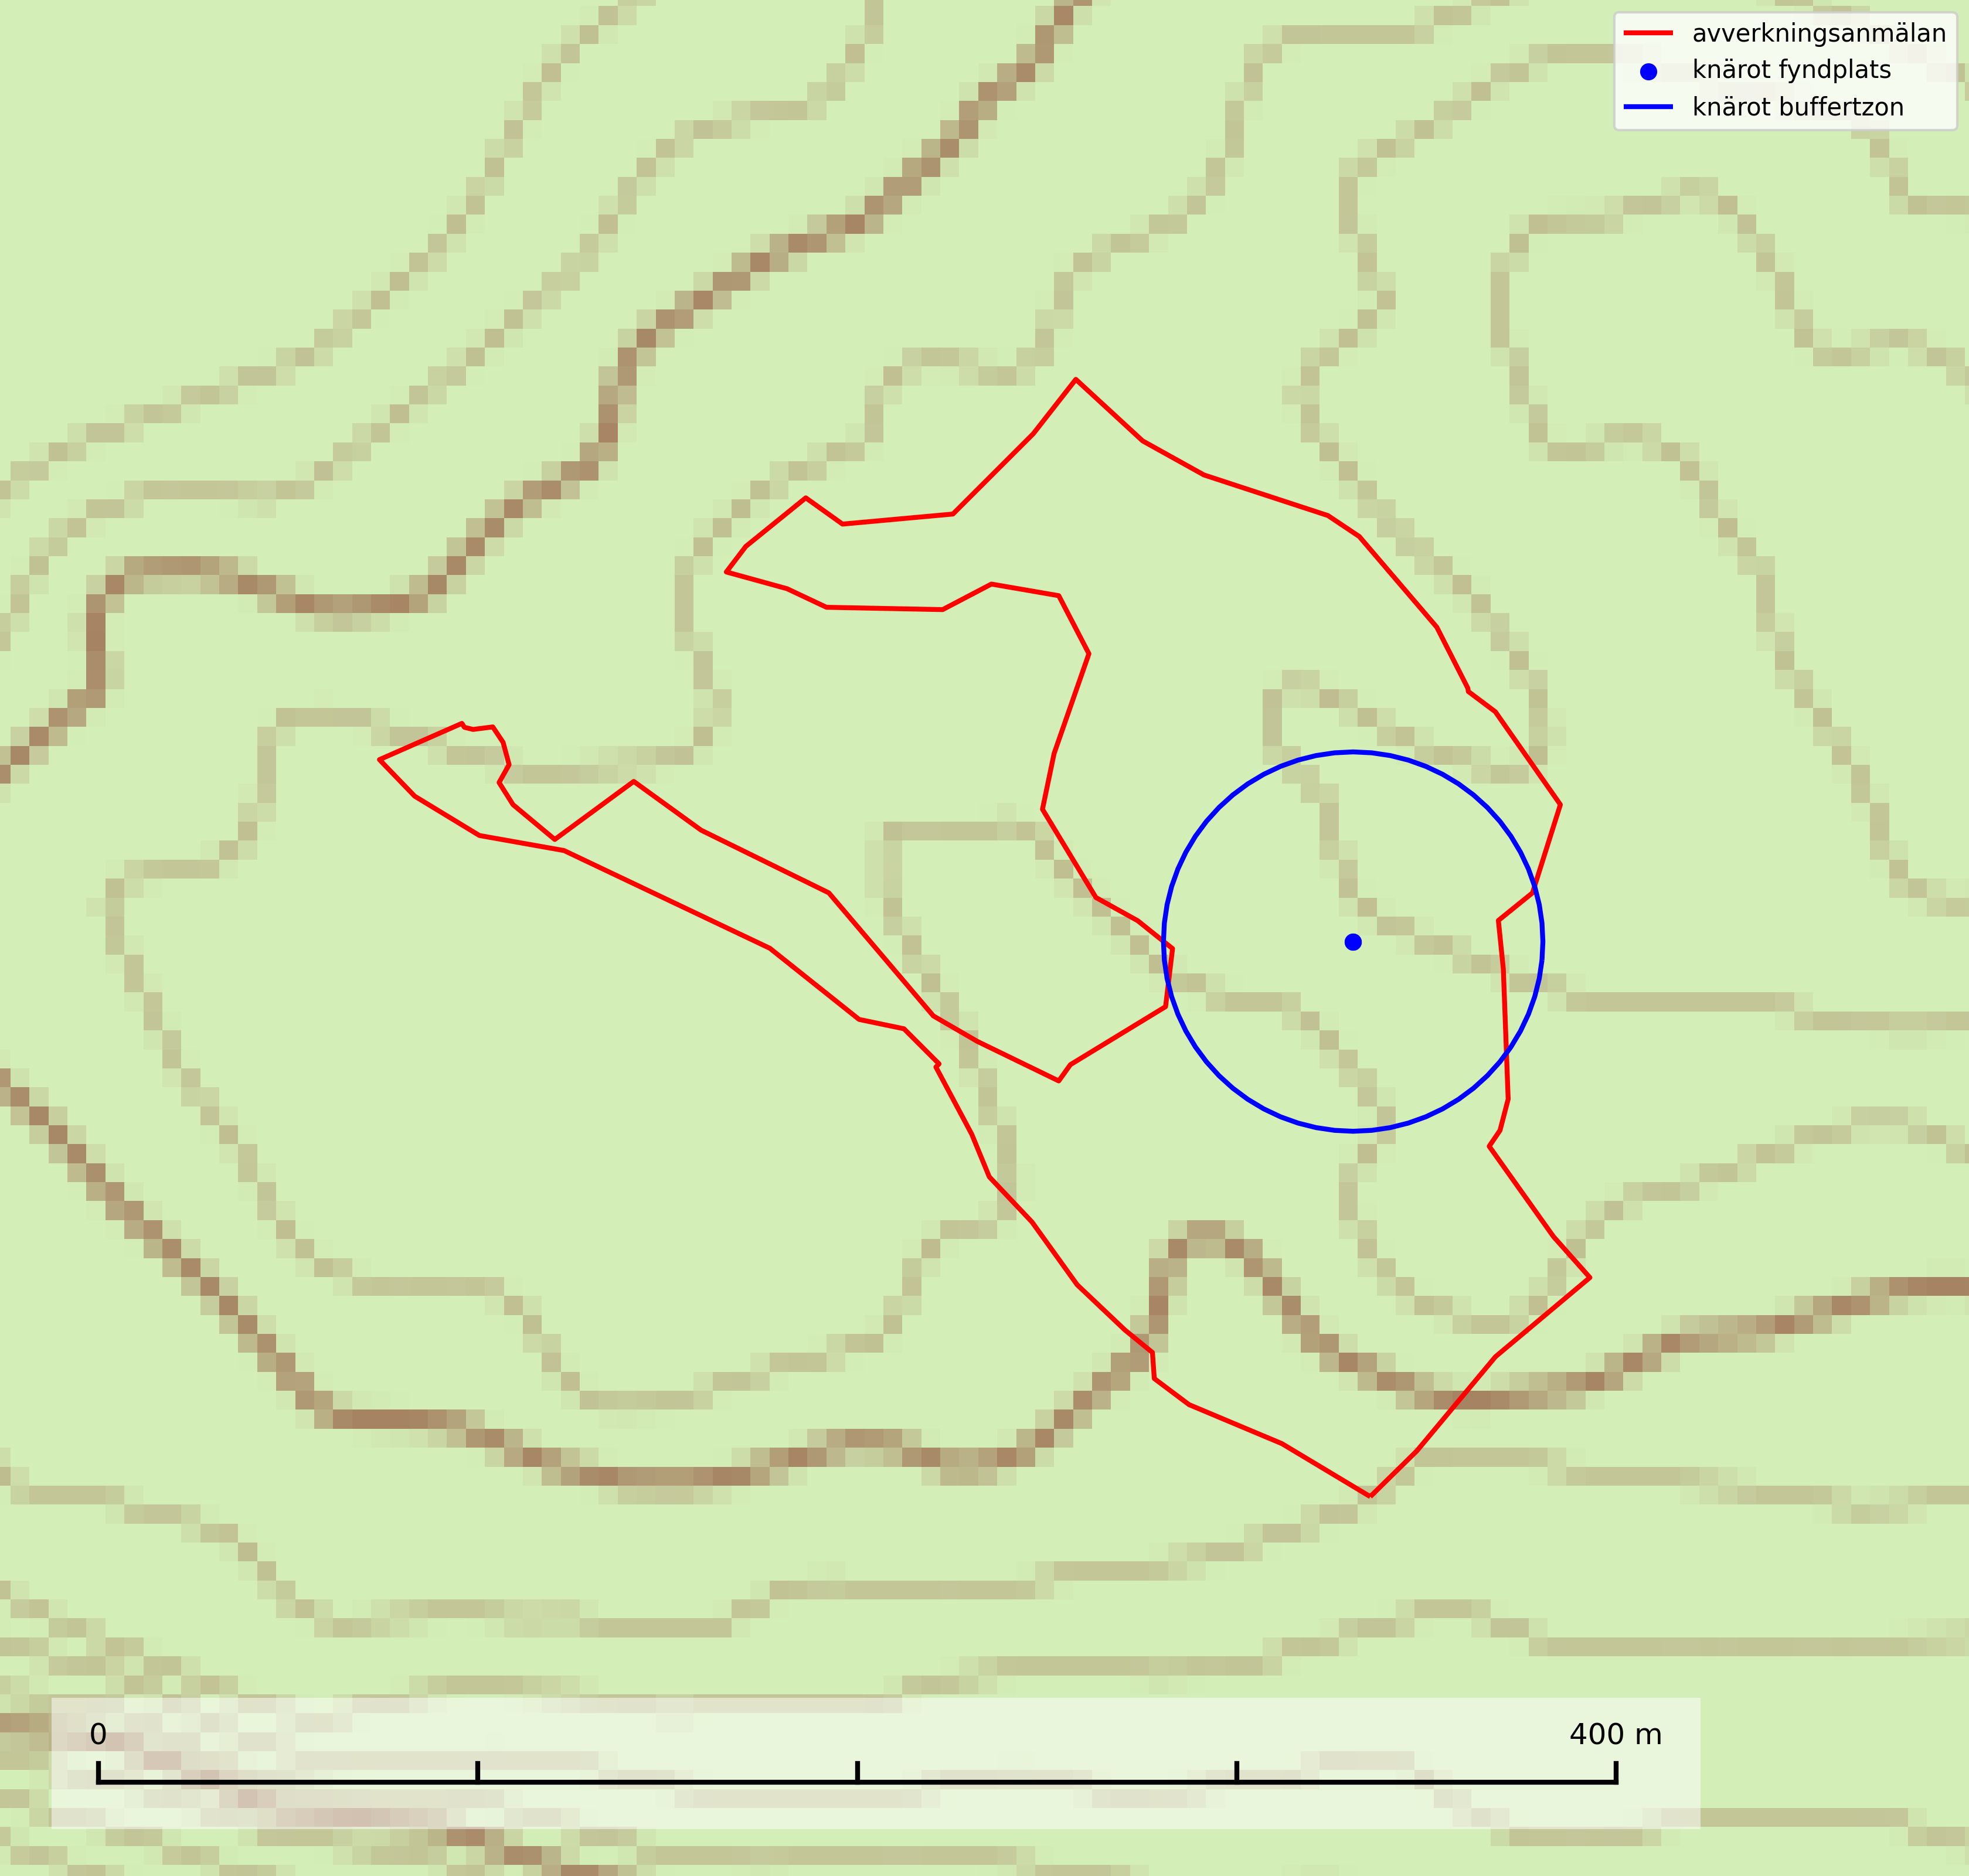 avverkningsanmälan
knärot fyndplats
knärot buffertzon
0
400 m